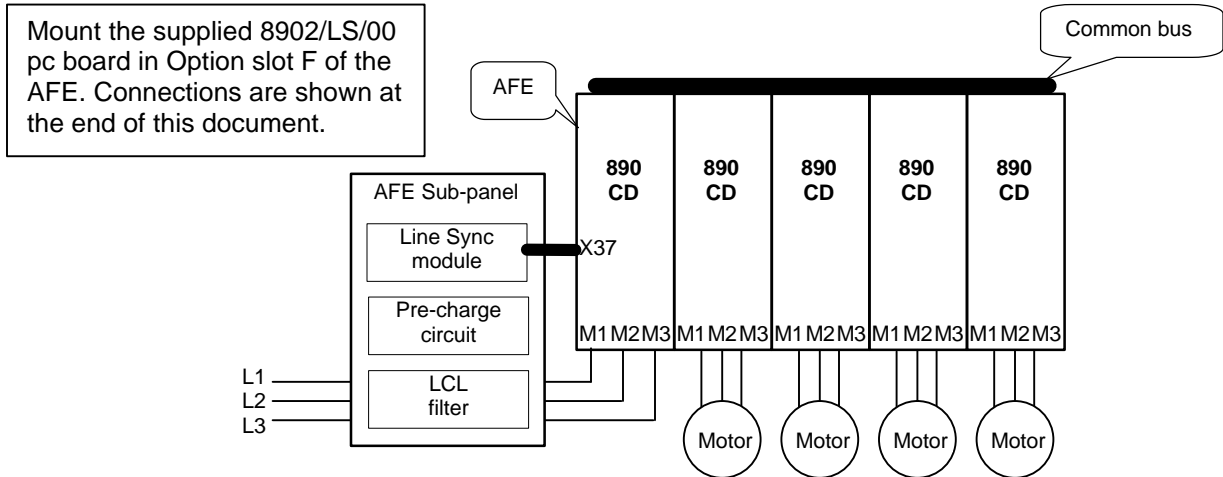 Mount the supplied 8902/LS/00
pc board in Option slot F of the
AFE. Connections are shown at
the end of this document.
Common bus
AFE
890
CD
890
CD
890
CD
890
CD
890
CD
AFE Sub-panel
Line Sync
module
X37
Pre-charge
circuit
M1 M2 M3
M1 M2 M3
M1 M2 M3
M1 M2 M3
M1 M2 M3
LCL
filter
L1
L2
L3
Motor
Motor
Motor
Motor